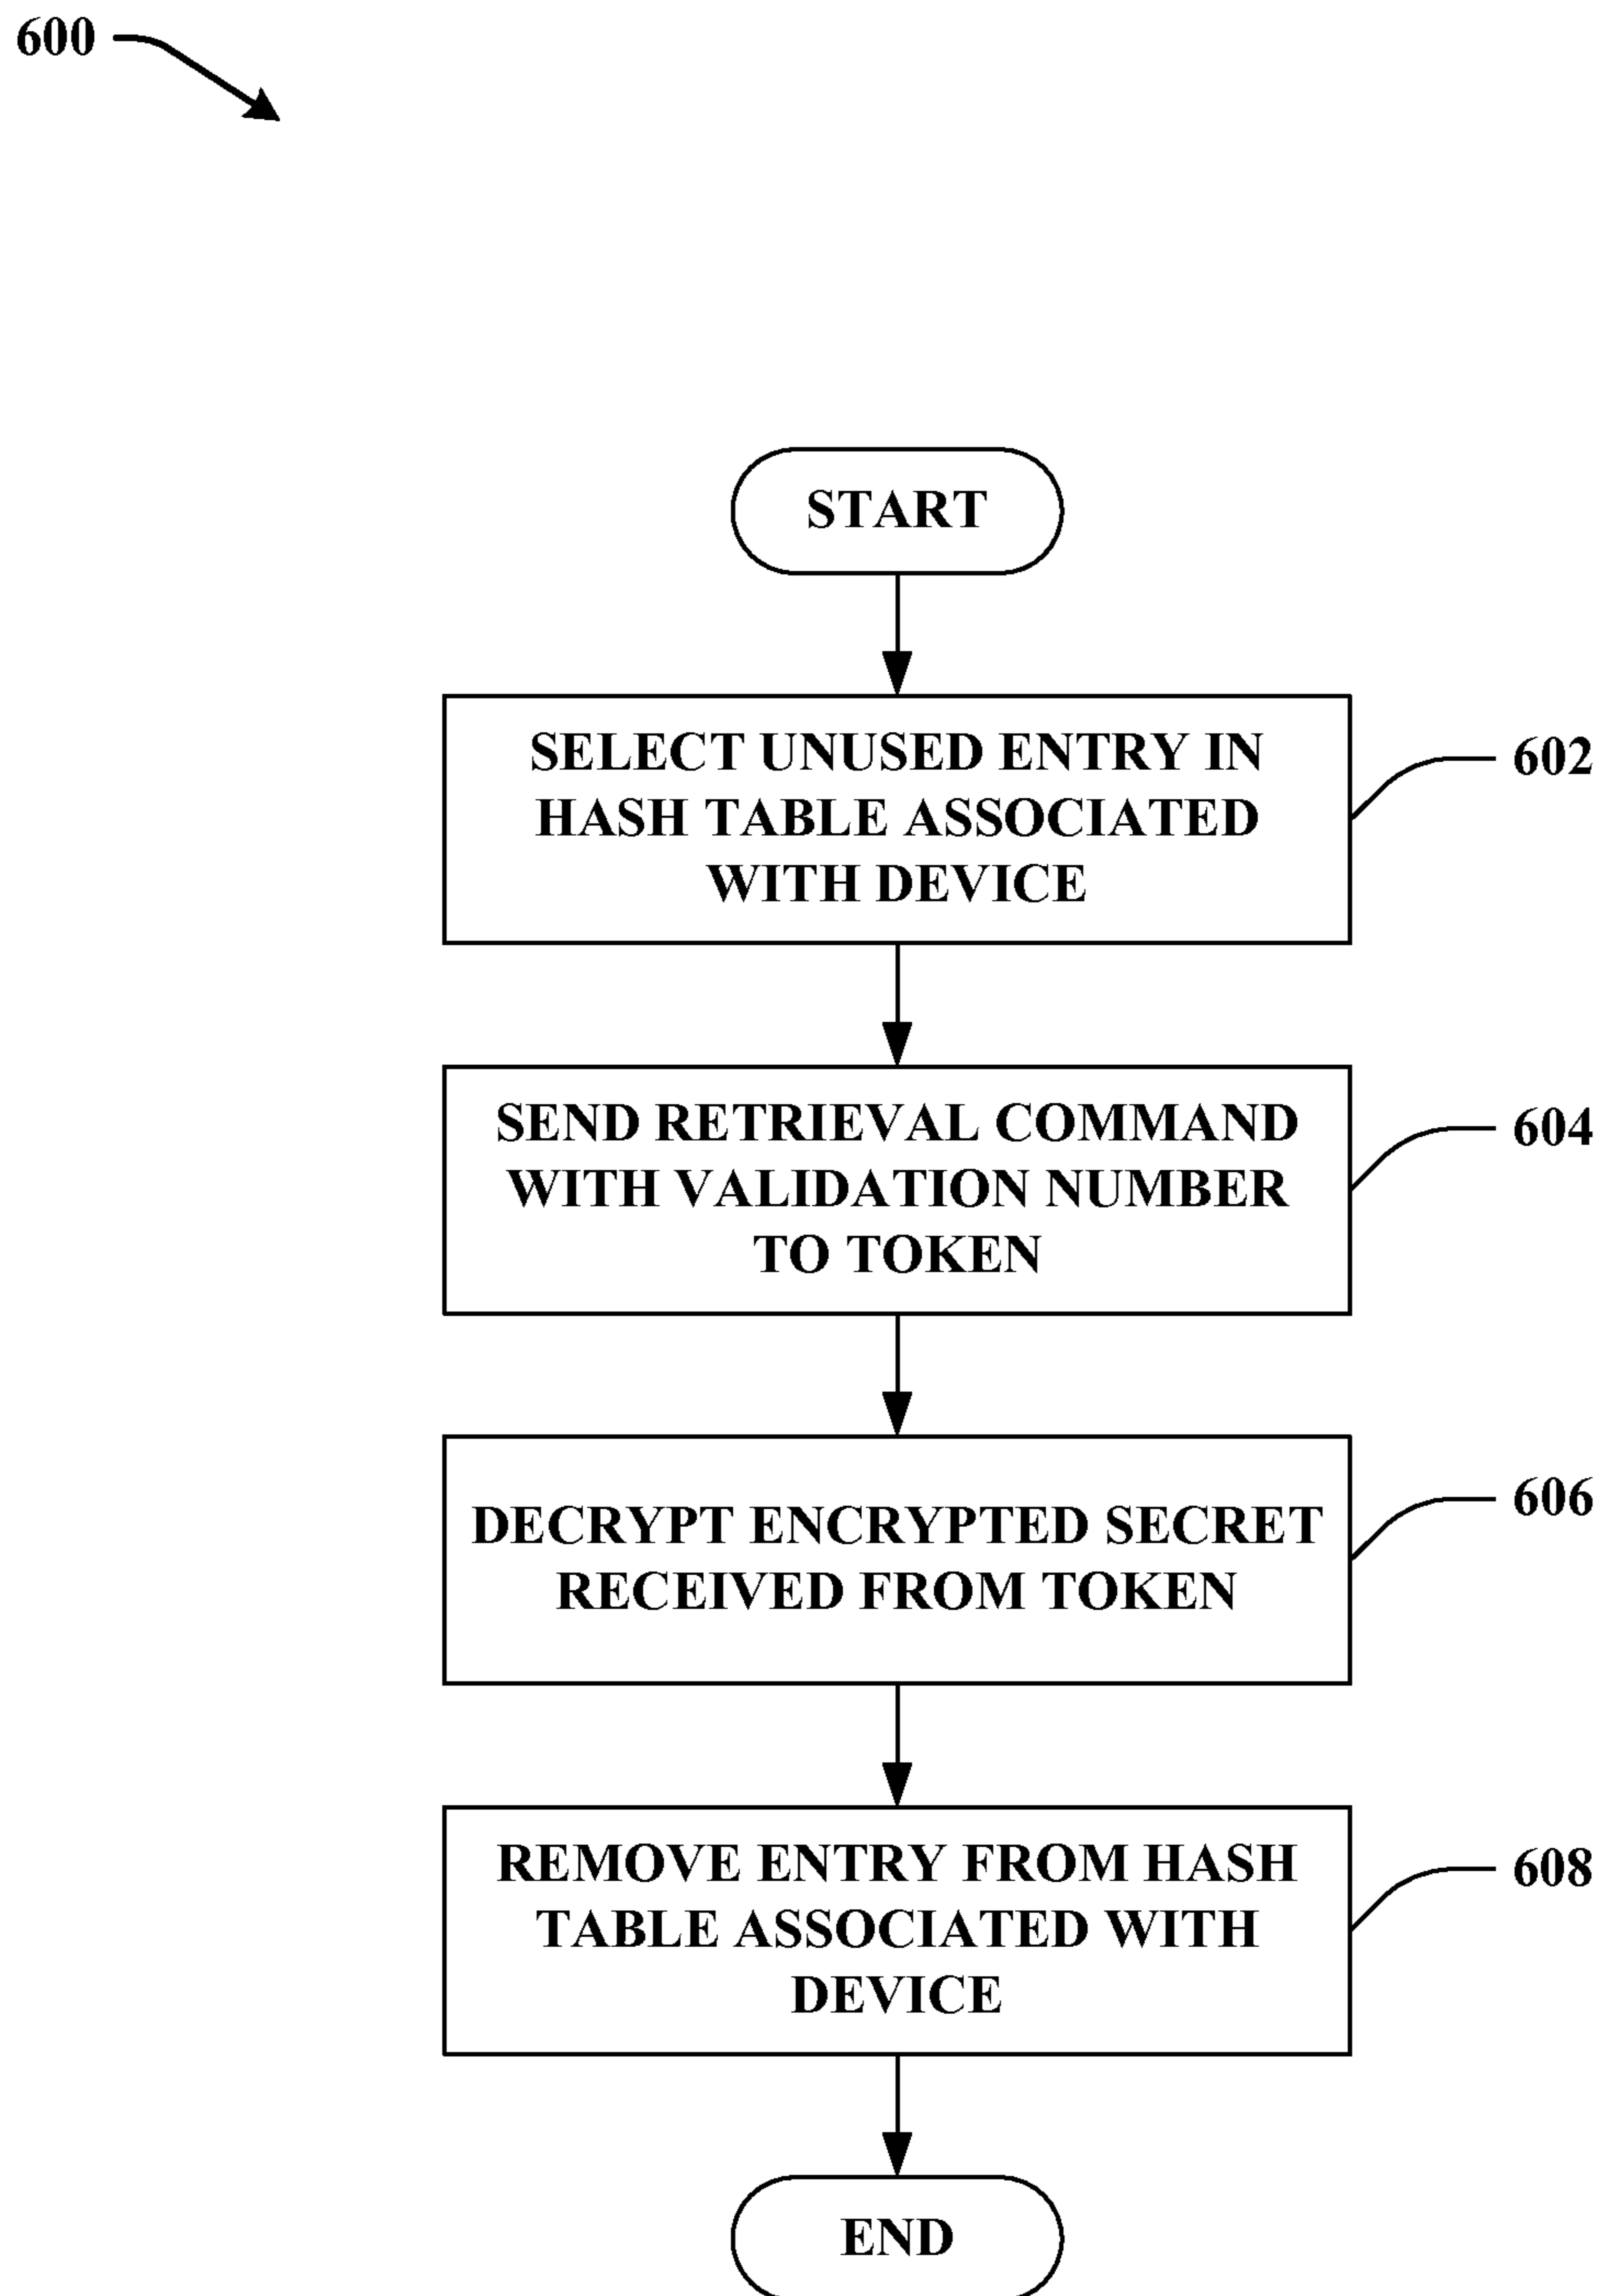 600
START
SELECT UNUSED ENTRY IN
HASH TABLE ASSOCIATED
WITH DEVICE
602
SEND RETRIEVAL COMMAND
WITH VALIDATION NUMBER
TO TOKEN
604
DECRYPT ENCRYPTED SECRET
RECEIVED FROM TOKEN
606
REMOVE ENTRY FROM HASH
TABLE ASSOCIATED WITH
DEVICE
608
END